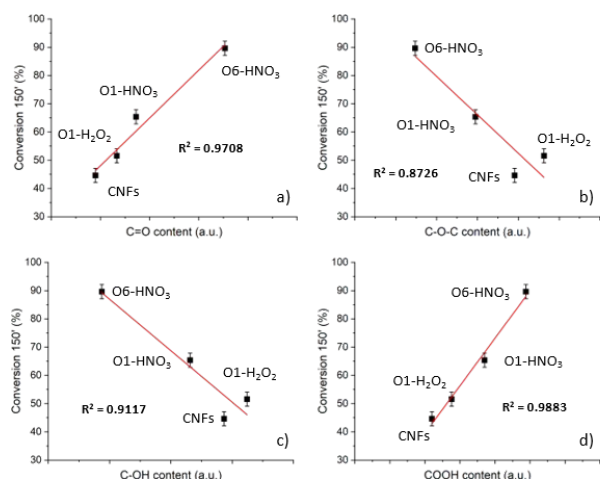 Conversion 150' (%)
90
80
70
60
50
40
30
O6-HNO₃
O1-HNO₃
O1-H₂O₂
CNFs
R² = 0.9708
a)
C=O content (a.u.)
Conversion 150' (%)
90
80
70
60
50
40
30
O6-HNO₃
O1-HNO₃
O1-H₂O₂
CNFs
R² = 0.8726
b)
C-O-C content (a.u.)
Conversion 150' (%)
100
90
80
70
60
50
40
30
O6-HNO₃
O1-HNO₃
O1-H₂O₂
CNFs
R² = 0.9117
c)
C-OH content (a.u.)
Conversion 150' (%)
100
90
80
70
60
50
40
30
O6-HNO₃
O1-HNO₃
O1-H₂O₂
CNFs
R² = 0.9883
d)
COOH content (a.u.)